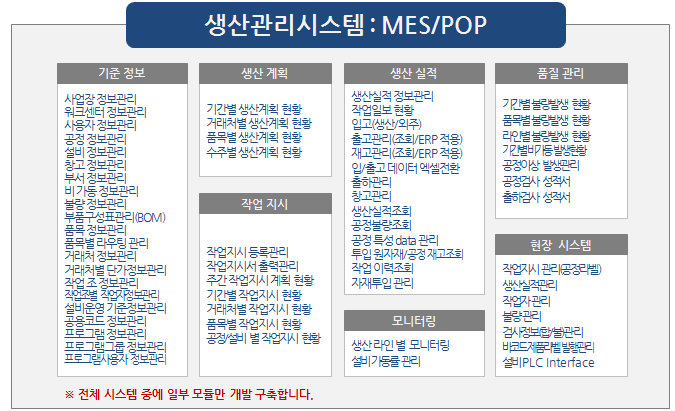 생산관리시스템 : MES/POP
기준 정보
사업장 정보관리
워크센터 정보관리
사용자 정보관리
공정 정보관리
설비 정보관리
창고 정보관리
부서 정보관리
비 가동 정보관리
불량 정보관리
부품구성표관리(BOM)
품목 정보관리
품목별 라우팅 관리
거래처 정보관리
거래처별 단가정보관리
작업 조 정보관리
작업조별 작업자정보관리
설비운영 기준정보관리
공용코드 정보관리
프로그램 정보관리
프로그램그룹 정보관리
프로그램사용자 정보관리
생산 계획
기간별 생산계획 현황
거래처별 생산계획 현황
품목별 생산계획 현황
수주별 생산계획 현황
작업 지시
작업지시 등록관리
작업지시서 출력관리
주간 작업지시 계획 현황
기간별 작업지시 현황
거래처별 작업지시 현황
품목별 작업지시 현황
공정/설비 별 작업지시 현황
생산 실적
생산실적 정보관리
작업일보 현황
입고(생산/외주)
출고관리(조회/ERP 적용)
재고관리(조회/ERP 적용)
입/출고 데이터 엑셀전환
출하관리
창고관리
생산실적조회
공정불량조회
공정 특성 data 관리
투입 원자재/공정 재고조회
작업 이력조회
자재투입 관리
모니터링
생산 라인 별 모니터링
설비가동률 관리
품질 관리
기간별 불량발생 현황
품목별 불량발생 현황
라인별 불량발생 현황
기간별비가동 발생현황
공정이상 발생관리
공정검사 성적서
출하검사 성적서
현장 시스템
작업지시 관리(공정라벨)
생산실적관리
작업자 관리
불량 관리
검사정보(합/불)관리
바코드제품라벨 발행관리
설비 PLC Interface
※ 전체 시스템 중에 일부 모듈만 개발 구축합니다.